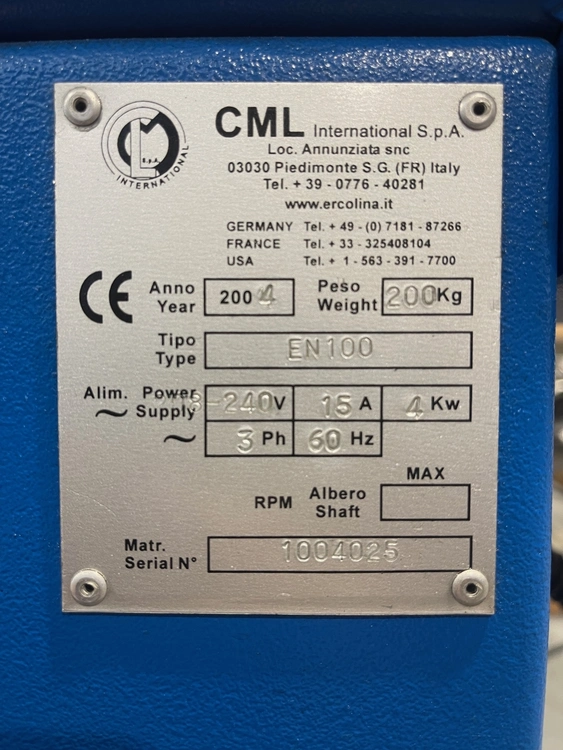 CML International S.p.A.
S.p.A.
INTERNATIONAL
Loc. Annunziata snc
03030 Piedimonte S.G. (FR) Italy
Tel. + 39 - 0776 - 40281
www.ercolina.it
GERMANY Tel. + 49 - (0) 7181 - 87266
FRANCE Tel. + 33 - 325408104
USA Tel. + 1 - 563 - 391 - 7700
CE
Anno 2004 Peso 200Kg
Year Weight
Tipo EN100
Type
Alim. Power 208-240V 15 A 4 Kw
~ Supply
~ 3 Ph 60 Hz
MAX
RPM Albero
Shaft
Matr. 1004025
Serial N°